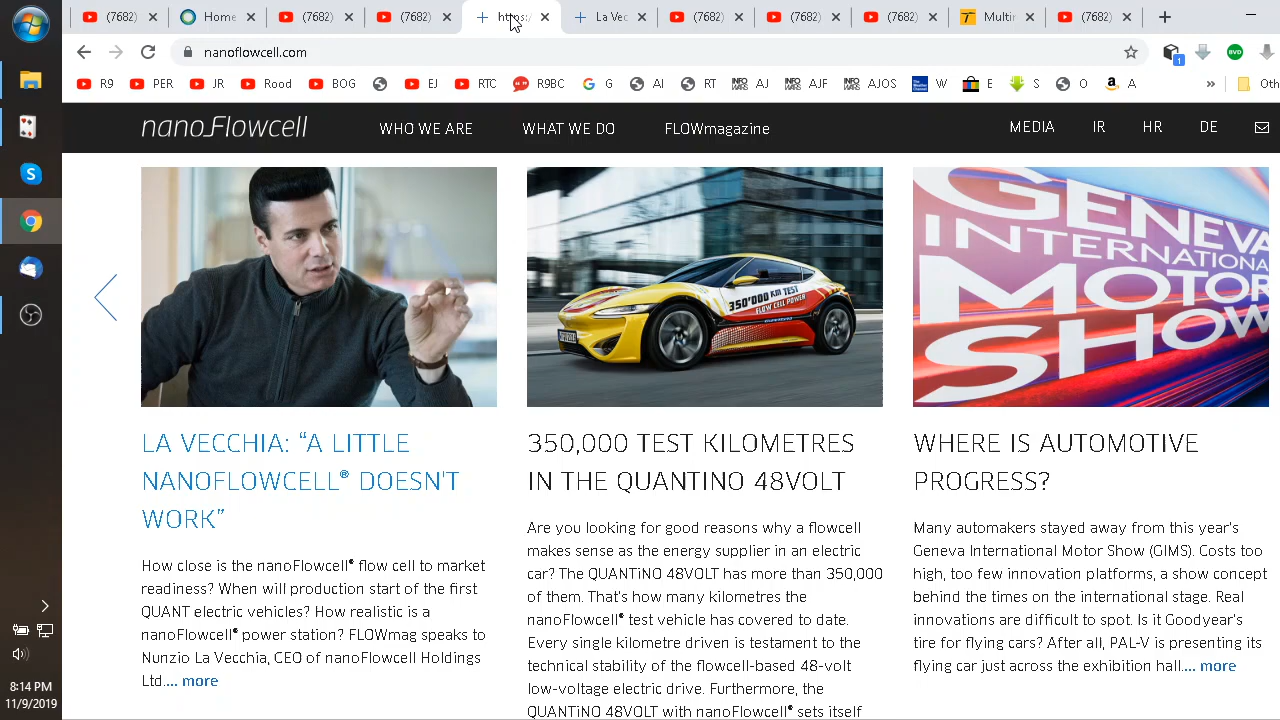 (7682)
Home
(7682)
(7682)
https:/
La Vec
(7682)
(7682)
(7682)
Multir
(7682)
nanoflowcell.com
1
BVD
R9
PER
JR
Rood
BOG
EJ
RTC
R9BC
G
AI
RT
INFO WARS AJ
INFO WARS AJF
INFO WARS AJOS
W
E
S
O
A
»
Oth
nanoFlowcell
WHO WE ARE
WHAT WE DO
FLOWmagazine
MEDIA
IR
HR
DE
350'000 KM TEST
FLOW CELL POWER
GENEVA
INTERNATIONAL
MOTOR
SHOW
LA VECCHIA: “A LITTLE
NANOFLOWCELL® DOESN'T
WORK”
How close is the nanoFlowcell® flow cell to market
readiness? When will production start of the first
QUANT electric vehicles? How realistic is a
nanoFlowcell® power station? FLOWmag speaks to
Nunzio La Vecchia, CEO of nanoFlowcell Holdings
Ltd.... more
350,000 TEST KILOMETRES
IN THE QUANTINO 48VOLT
Are you looking for good reasons why a flowcell
makes sense as the energy supplier in an electric
car? The QUANTiNO 48VOLT has more than 350,000
of them. That's how many kilometres the
nanoFlowcell® test vehicle has covered to date.
Every single kilometre driven is testament to the
technical stability of the flowcell-based 48-volt
low-voltage electric drive. Furthermore, the
QUANTiNO 48VOLT with nanoFlowcell® sets itself
WHERE IS AUTOMOTIVE
PROGRESS?
Many automakers stayed away from this year's
Geneva International Motor Show (GIMS). Costs too
high, too few innovation platforms, a show concept
behind the times on the international stage. Real
innovations are difficult to spot. Is it Goodyear's
tire for flying cars? After all, PAL-V is presenting its
flying car just across the exhibition hall.... more
8:14 PM
11/9/2019